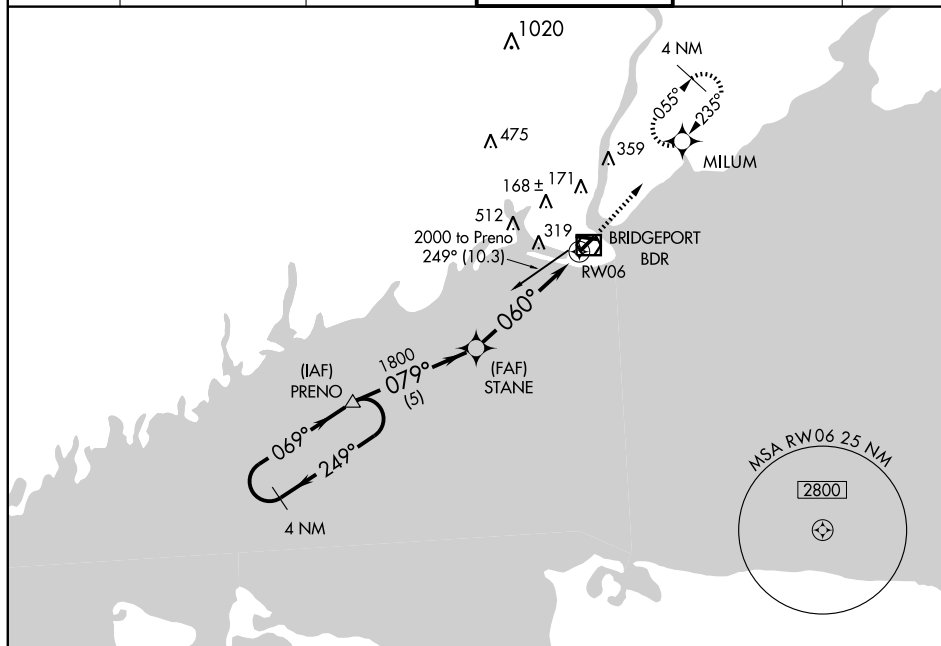 1020
4 NM
055°
235°
475
359
MILUM
168 ±
171
512
319
2000 to Preno
249° (10.3)
BRIDGEPORT
BDR
RW06
060°
(IAF)
PRENO
1800
079°
(5)
(FAF)
STANE
069°
249°
4 NM
MSA RW06 25 NM
2800